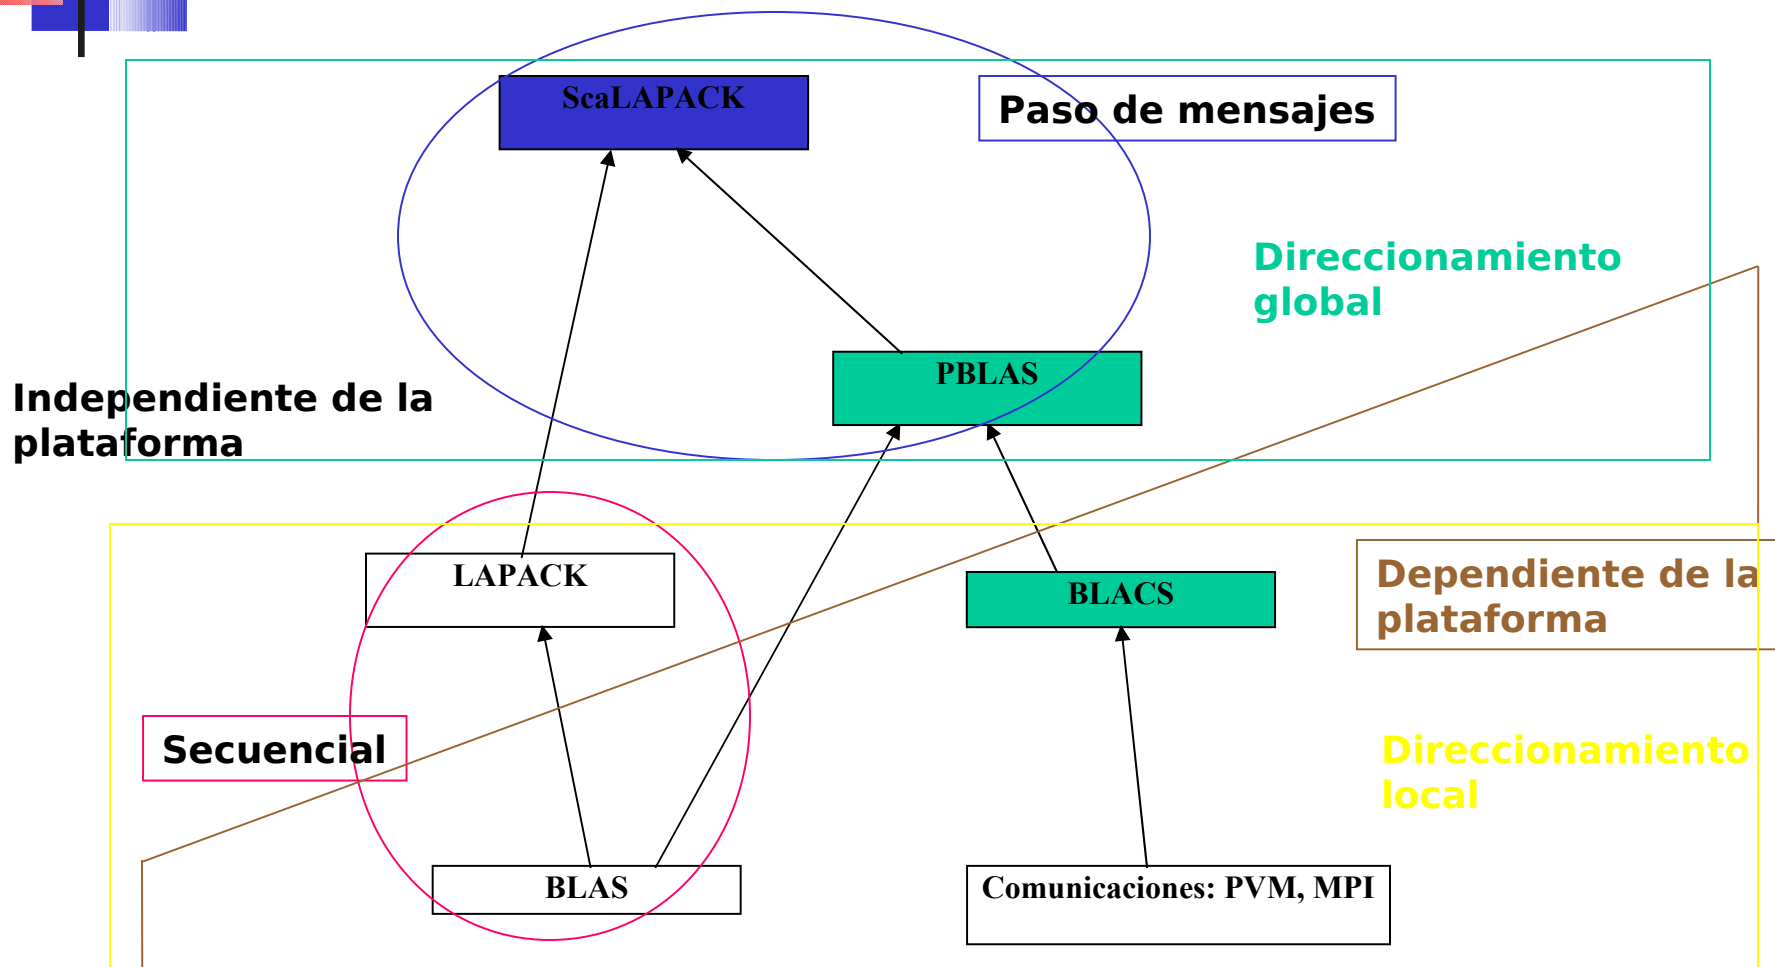 ScaLAPACK
Paso de mensajes
Direccionamiento
global
PBLAS
Independiente de la
plataforma
LAPACK
BLACS
Dependiente de la
plataforma
Secuencial
Direccionamiento
local
BLAS
Comunicaciones: PVM, MPI